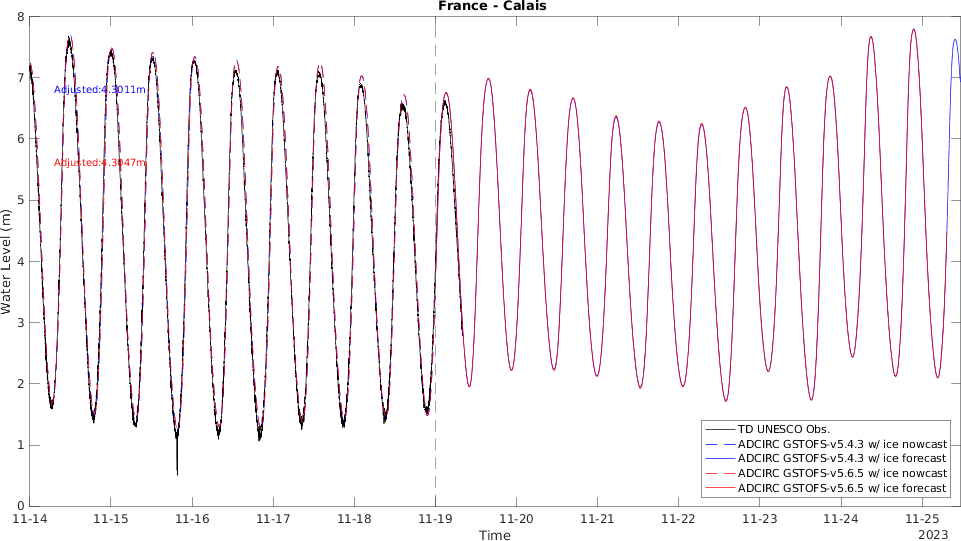 France - Calais
8
7
6
5
4
3
2
1
0
Water Level (m)
Adjusted:4.3011m
Adjusted:4.3047m
TD UNESCO Obs.
ADCIRC GSTOFS-v5.4.3 w/ ice nowcast
ADCIRC GSTOFS-v5.4.3 w/ ice forecast
ADCIRC GSTOFS-v5.6.5 w/ ice nowcast
ADCIRC GSTOFS-v5.6.5 w/ ice forecast
11-14 11-15 11-16 11-17 11-18 11-19 11-20 11-21 11-22 11-23 11-24 11-25
Time
2023